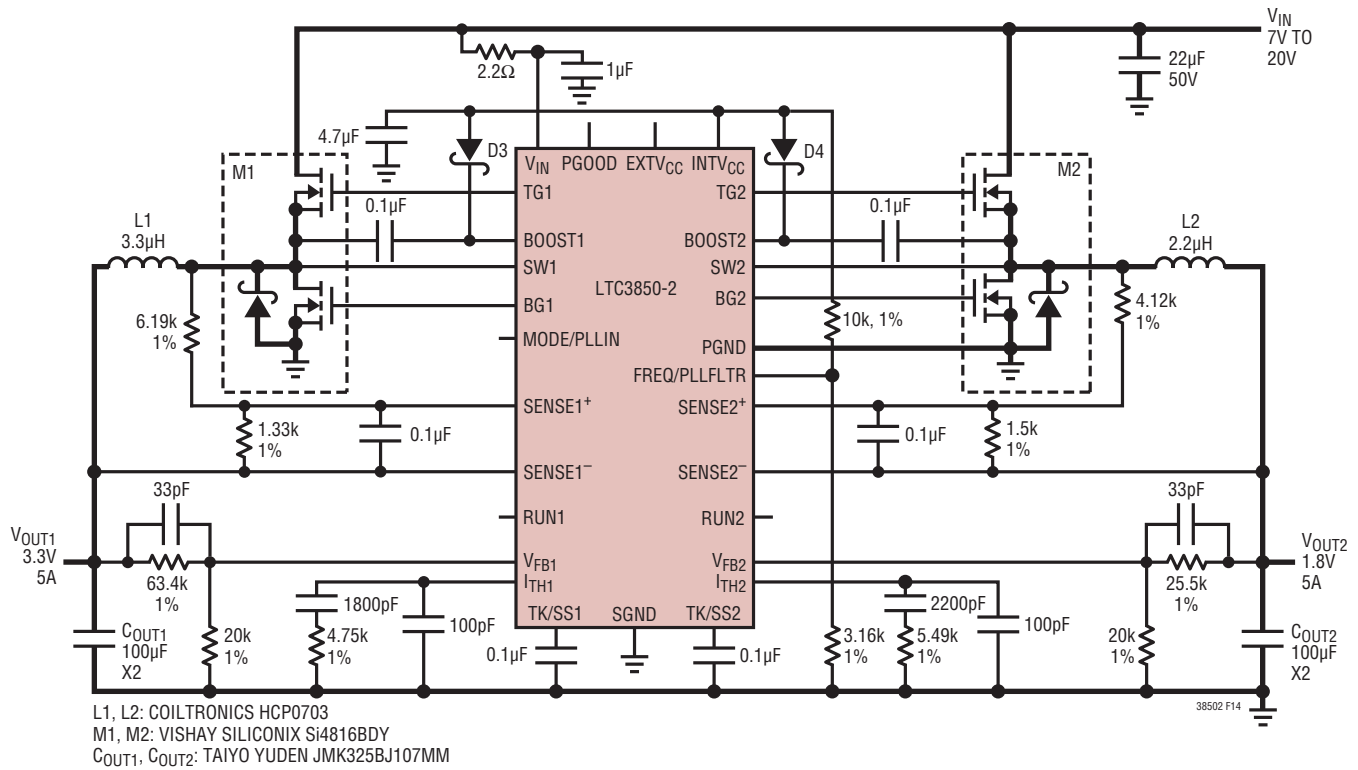 V_IN
7V TO
20V
2.2Ω
1µF
22µF
50V
4.7µF
D3
D4
M1
M2
V_IN PGOOD EXTV_CC INTV_CC
TG1
TG2
0.1µF
0.1µF
L1
3.3µH
L2
2.2µH
BOOST1
BOOST2
SW1
SW2
LTC3850-2
BG1
BG2
6.19k
1%
4.12k
1%
10k, 1%
MODE/PLLIN
PGND
FREQ/PLLFLTR
SENSE1+
SENSE2+
1.33k
1%
0.1µF
0.1µF
1.5k
1%
SENSE1–
SENSE2–
33pF
33pF
RUN1
RUN2
V_OUT1
3.3V
5A
V_OUT2
1.8V
5A
63.4k
1%
25.5k
1%
V_FB1
V_FB2
I_TH1
I_TH2
1800pF
2200pF
TK/SS1 SGND TK/SS2
C_OUT1
100µF
X2
20k
1%
4.75k
1%
100pF
0.1µF
0.1µF
3.16k
1%
5.49k
1%
100pF
20k
1%
C_OUT2
100µF
X2
38502 F14
L1, L2: COILTRONICS HCP0703
M1, M2: VISHAY SILICONIX Si4816BDY
C_OUT1, C_OUT2: TAIYO YUDEN JMK325BJ107MM